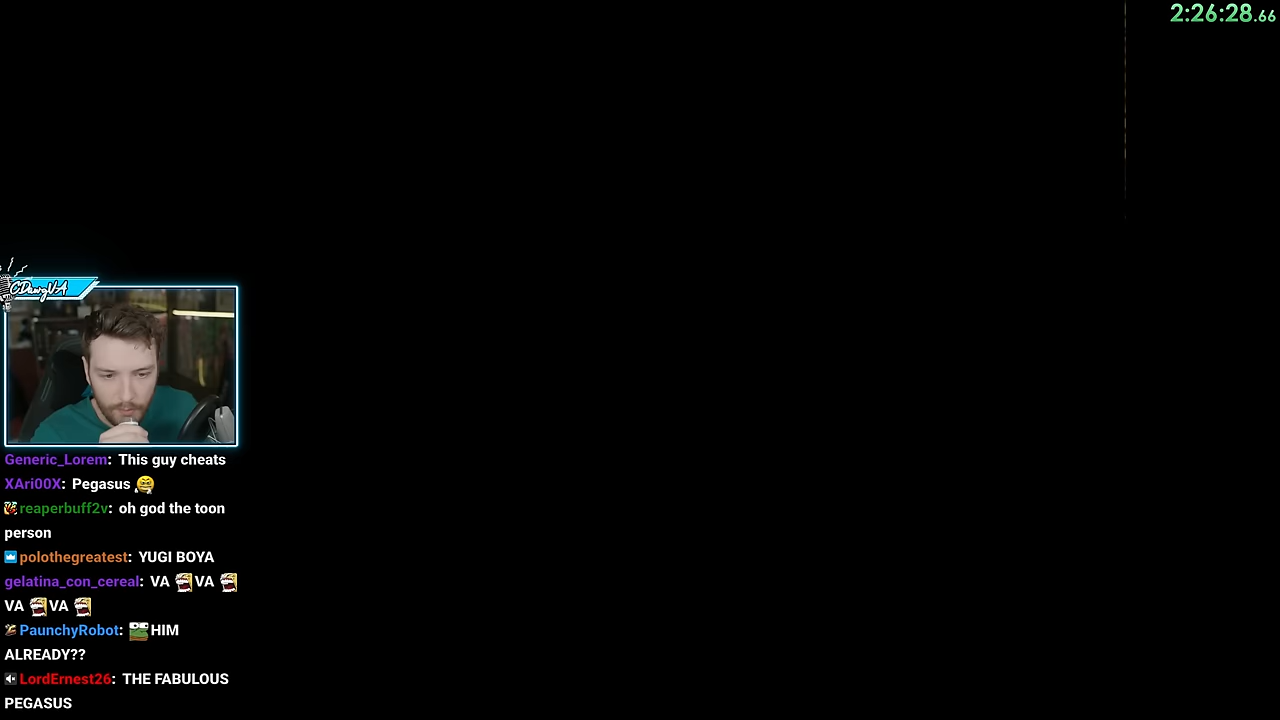 2:26:28.66
CDawgVA
Generic_Lorem: This guy cheats
XAri00X: Pegasus
reaperbuff2v: oh god the toon
person
polothegreatest: YUGI BOYA
gelatina_con_cereal: VA VA
VA VA
PaunchyRobot: HIM
ALREADY??
LordErnest26: THE FABULOUS
PEGASUS